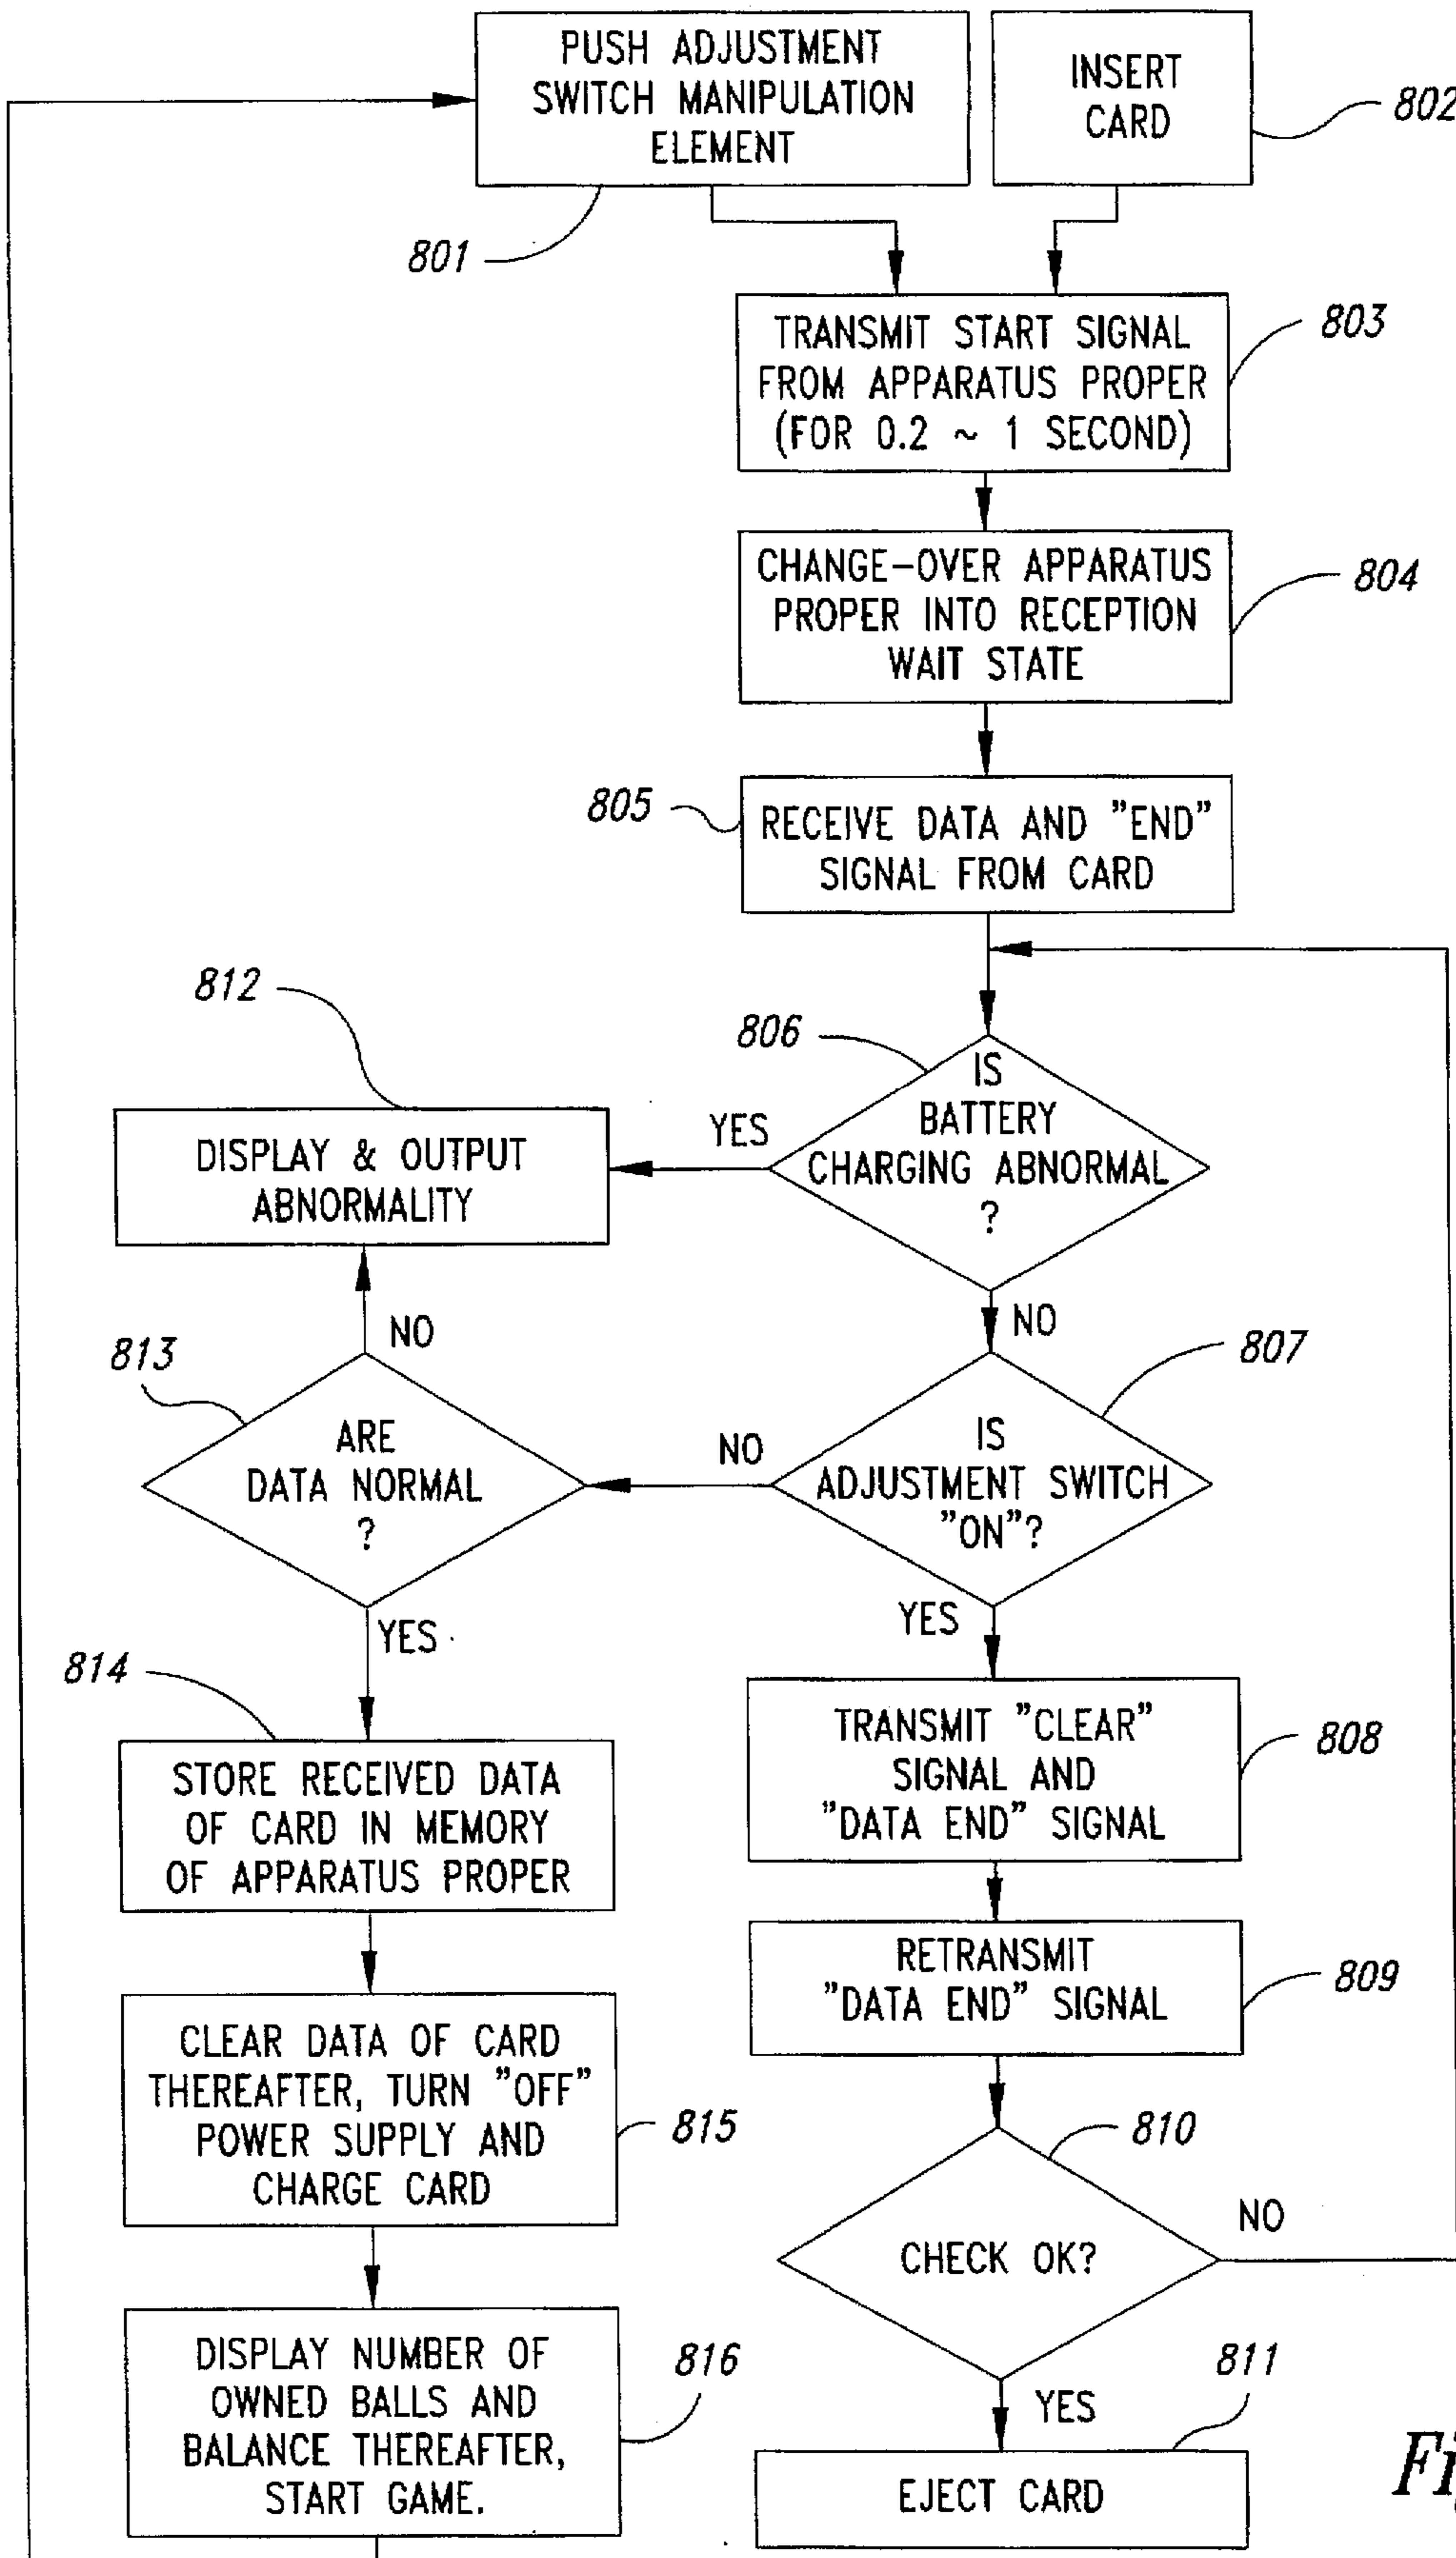 PUSH ADJUSTMENT
SWITCH MANIPULATION
ELEMENT
801
INSERT
CARD
802
TRANSMIT START SIGNAL
FROM APPARATUS PROPER
(FOR 0.2 ~ 1 SECOND)
803
CHANGE-OVER APPARATUS
PROPER INTO RECEPTION
WAIT STATE
804
805
RECEIVE DATA AND "END"
SIGNAL FROM CARD
812
806
IS
BATTERY
CHARGING ABNORMAL
?
YES
DISPLAY & OUTPUT
ABNORMALITY
NO
NO
813
807
ARE
DATA NORMAL
?
NO
IS
ADJUSTMENT SWITCH
"ON"?
YES
YES
814
STORE RECEIVED DATA
OF CARD IN MEMORY
OF APPARATUS PROPER
TRANSMIT "CLEAR"
SIGNAL AND
"DATA END" SIGNAL
808
RETRANSMIT
"DATA END" SIGNAL
809
CLEAR DATA OF CARD
THEREAFTER, TURN "OFF"
POWER SUPPLY AND
CHARGE CARD
815
810
CHECK OK?
NO
DISPLAY NUMBER OF
OWNED BALLS AND
BALANCE THEREAFTER,
START GAME.
816
YES
811
EJECT CARD